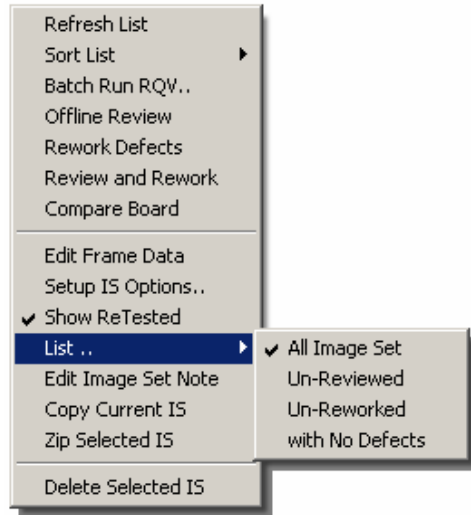 Refresh List
Sort List
Batch Run RQV..
Offline Review
Rework Defects
Review and Rework
Compare Board
Edit Frame Data
Setup IS Options..
Show ReTested
List ..
Edit Image Set Note
Copy Current IS
Zip Selected IS
Delete Selected IS
All Image Set
Un-Reviewed
Un-Reworked
with No Defects